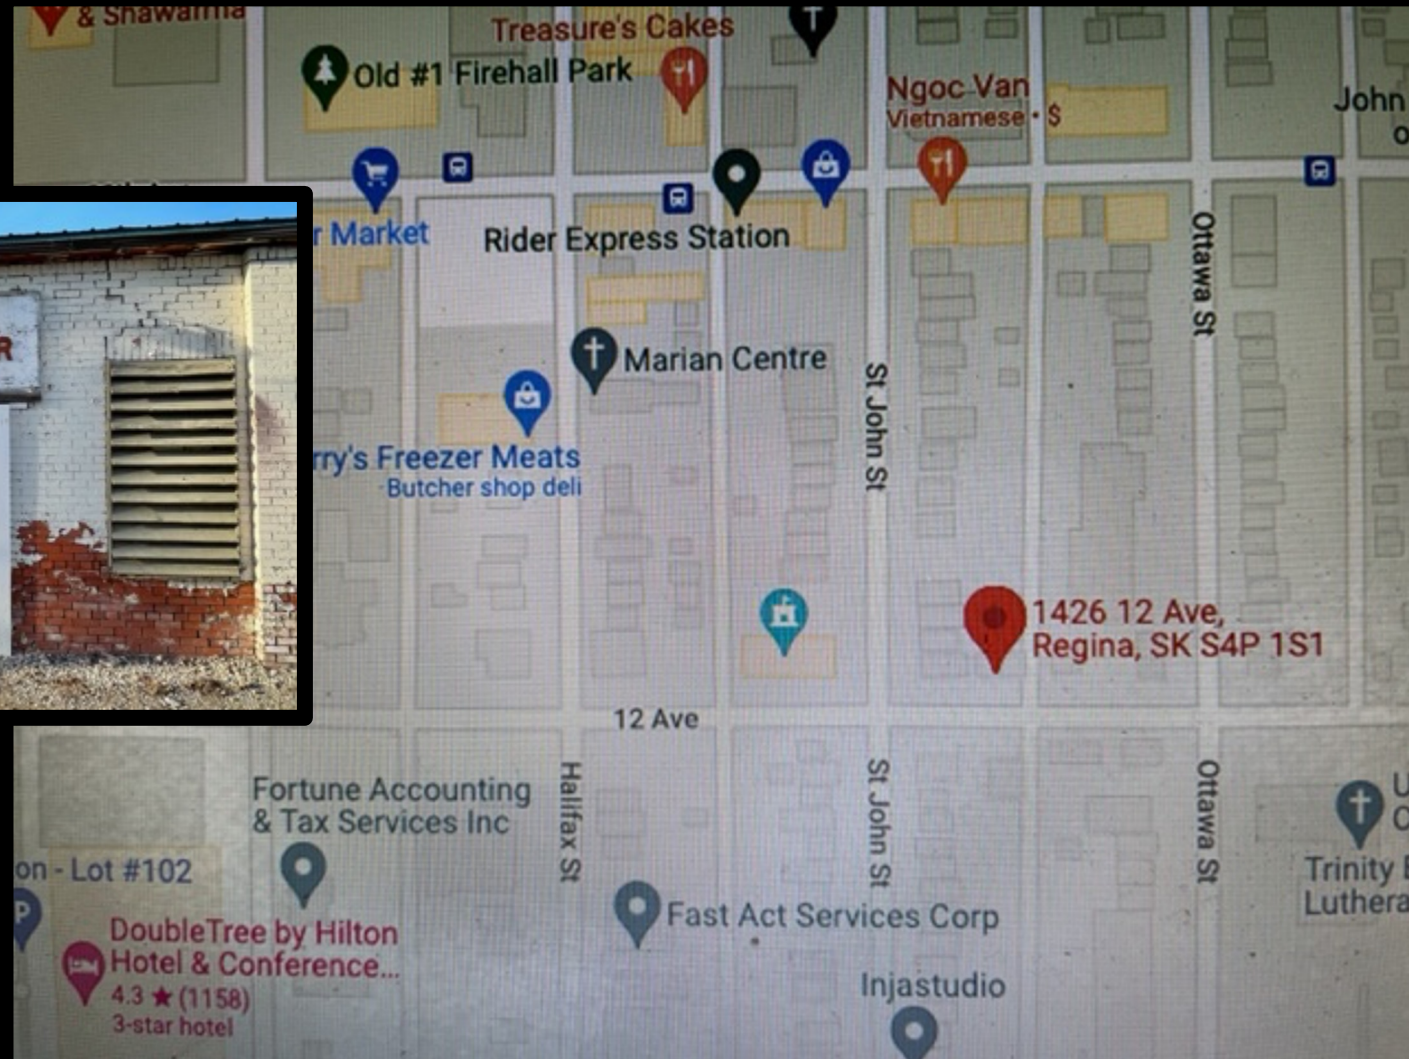 & Shawarma
Treasure's Cakes
Old #1 Firehall Park
Ngoc Van
Vietnamese · $
John
Market
Rider Express Station
Ottawa St
R
Marian Centre
St John St
Freezer Meats
Butcher shop deli
1426 12 Ave,
Regina, SK S4P 1S1
12 Ave
Halifax St
St John St
Ottawa St
Fortune Accounting
& Tax Services Inc
on - Lot #102
P
Trinity
Fast Act Services Corp
DoubleTree by Hilton
Hotel & Conference...
4.3 ★ (1158)
3-star hotel
Injastudio